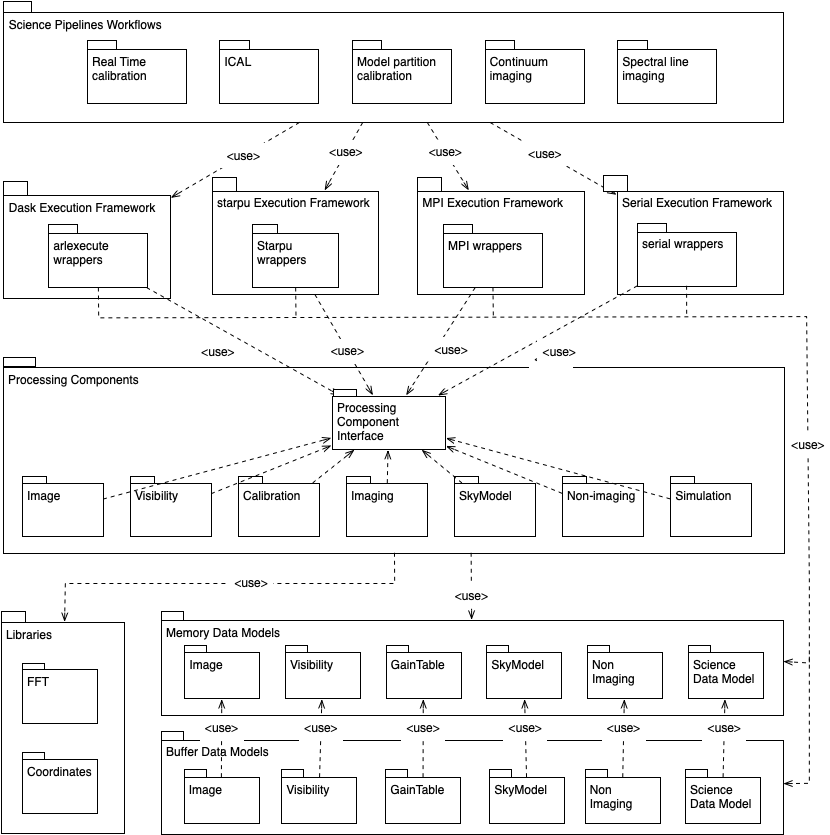 Science Pipelines Workflows
Real Time
calibration
ICAL
Model partition
calibration
Continuum
imaging
Spectral line
imaging
<use>
<use>
<use>
<use>
Dask Execution Framework
arlexecute
wrappers
starpu Execution Framework
Starpu
wrappers
MPI Execution Framework
MPI wrappers
Serial Execution Framework
serial wrappers
<use>
<use>
<use>
<use>
Processing Components
Processing
Component
Interface
<use>
Image
Visibility
Calibration
Imaging
SkyModel
Non-imaging
Simulation
<use>
<use>
Libraries
FFT
Coordinates
Memory Data Models
Image
Visibility
GainTable
SkyModel
Non
Imaging
Science
Data Model
<use>
<use>
<use>
<use>
<use>
<use>
Buffer Data Models
Image
Visibility
GainTable
SkyModel
Non
Imaging
Science
Data Model